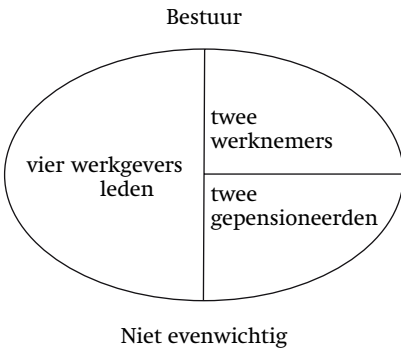 Bestuur
vier werkgevers
leden
twee
werknemers
twee
gepensioneerden
Niet evenwichtig